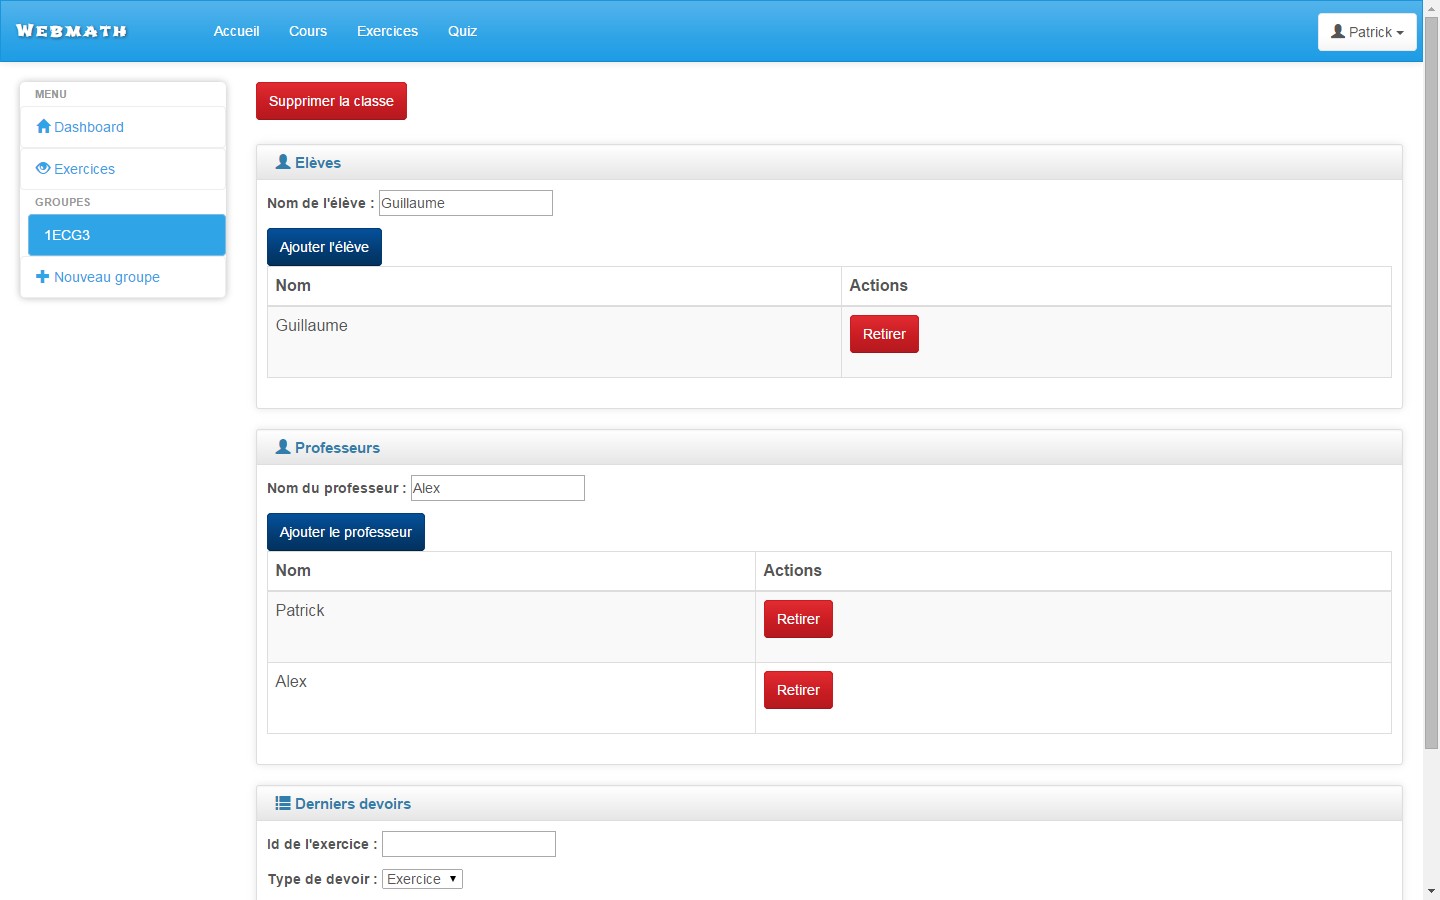 WEBMATH Accueil Cours Exercices Quiz Patrick
MENU
Dashboard
Exercices
GROUPES
1ECG3
Nouveau groupe
Supprimer la classe
Elèves
Nom de l'élève : Guillaume
Ajouter l'élève
Nom Actions
Guillaume Retirer
Professeurs
Nom du professeur : Alex
Ajouter le professeur
Nom Actions
Patrick Retirer
Alex Retirer
Derniers devoirs
Id de l'exercice :
Type de devoir : Exercice